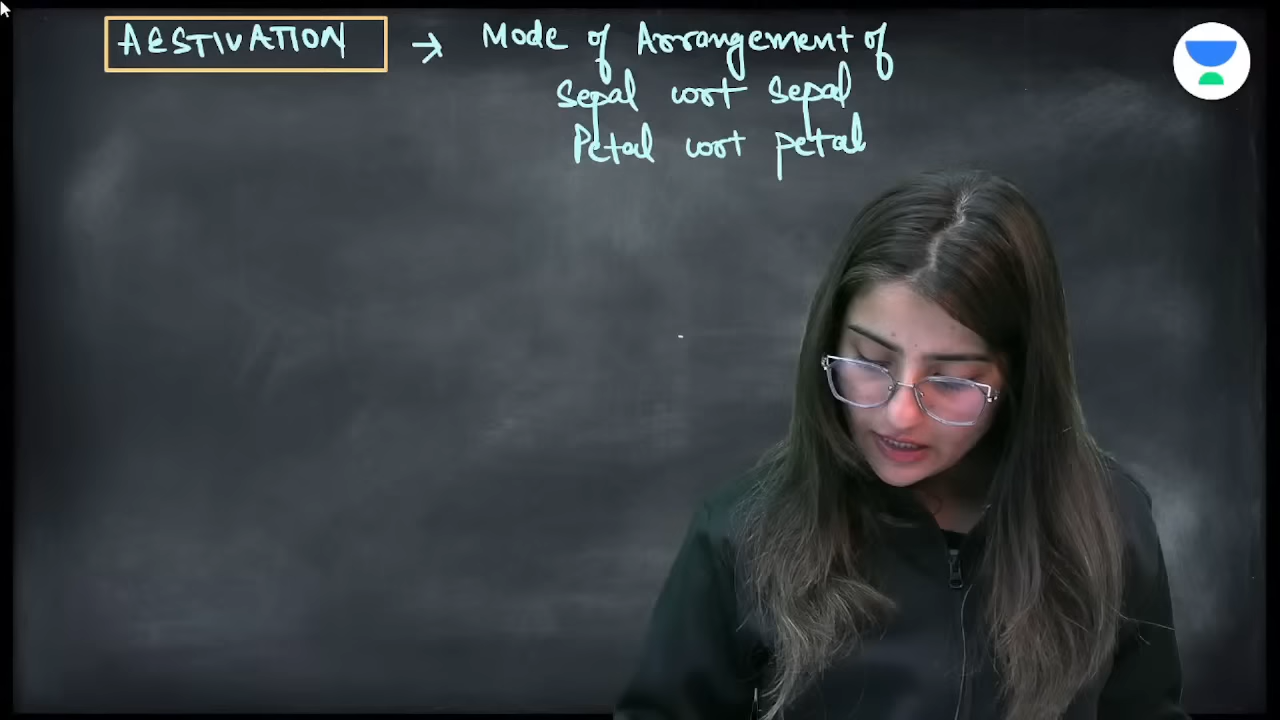 AESTIVATION → Mode of Arrangement of
Sepal wrt Sepal
Petal wrt petal